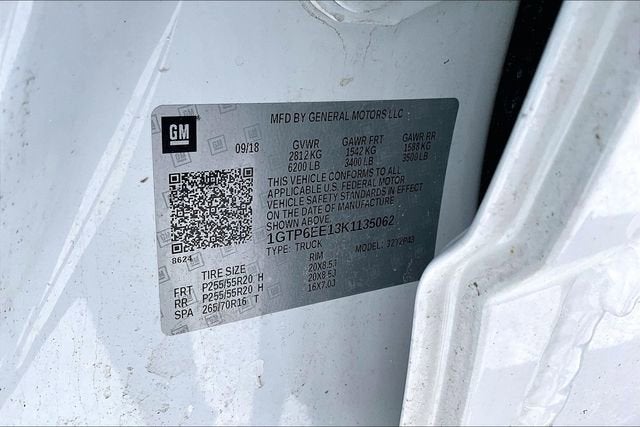 MFD BY GENERAL MOTORS LLC
GM
09/18
GVWR
2812 KG
6200 LB
GAWR FRT
1542 KG
3400 LB
GAWR RR
1588 KG
3500 LB
THIS VEHICLE CONFORMS TO ALL
APPLICABLE U.S. FEDERAL MOTOR
VEHICLE SAFETY STANDARDS IN EFFECT
ON THE DATE OF MANUFACTURE
SHOWN ABOVE.
1GTP6EE13K1135062
TYPE: TRUCK MODEL:
8624
TIRE SIZE RIM
FRT P255/55R20 H 20X8.5J
RR P255/55R20 H 20X8.5J
SPA 265/70R16 T 16X7.0J